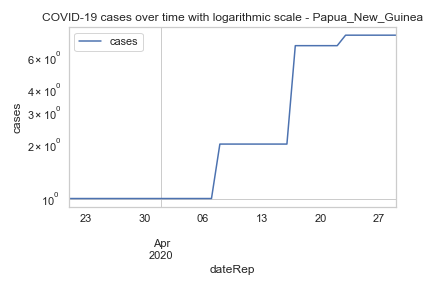 COVID-19 cases over time with logarithmic scale - Papua_New_Guinea
cases
6 × 10⁰
4 × 10⁰
3 × 10⁰
2 × 10⁰
10⁰
cases
23 30 06 13 20 27
Apr
2020
dateRep